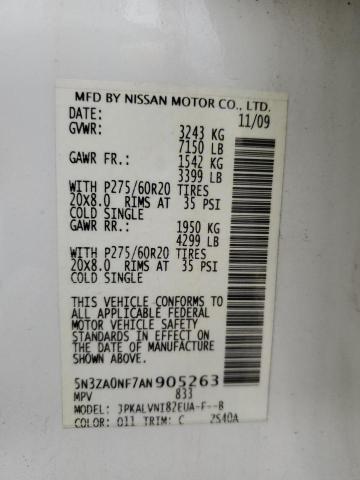 MFD BY NISSAN MOTOR CO., LTD.
DATE: 11/09
GVWR: 3243 KG
7150 LB
GAWR FR.: 1542 KG
3399 LB
WITH P275/60R20 TIRES
20X8.0 RIMS AT 35 PSI
COLD SINGLE
GAWR RR.: 1950 KG
4299 LB
WITH P275/60R20 TIRES
20X8.0 RIMS AT 35 PSI
COLD SINGLE
THIS VEHICLE CONFORMS TO
ALL APPLICABLE FEDERAL
MOTOR VEHICLE SAFETY
STANDARDS IN EFFECT ON
THE DATE OF MANUFACTURE
SHOWN ABOVE.
5N3ZA0NF7AN905263
MPV 833
MODEL: JPKALVNI82EUA-F--B
COLOR: 011 TRIM: C 2S40A